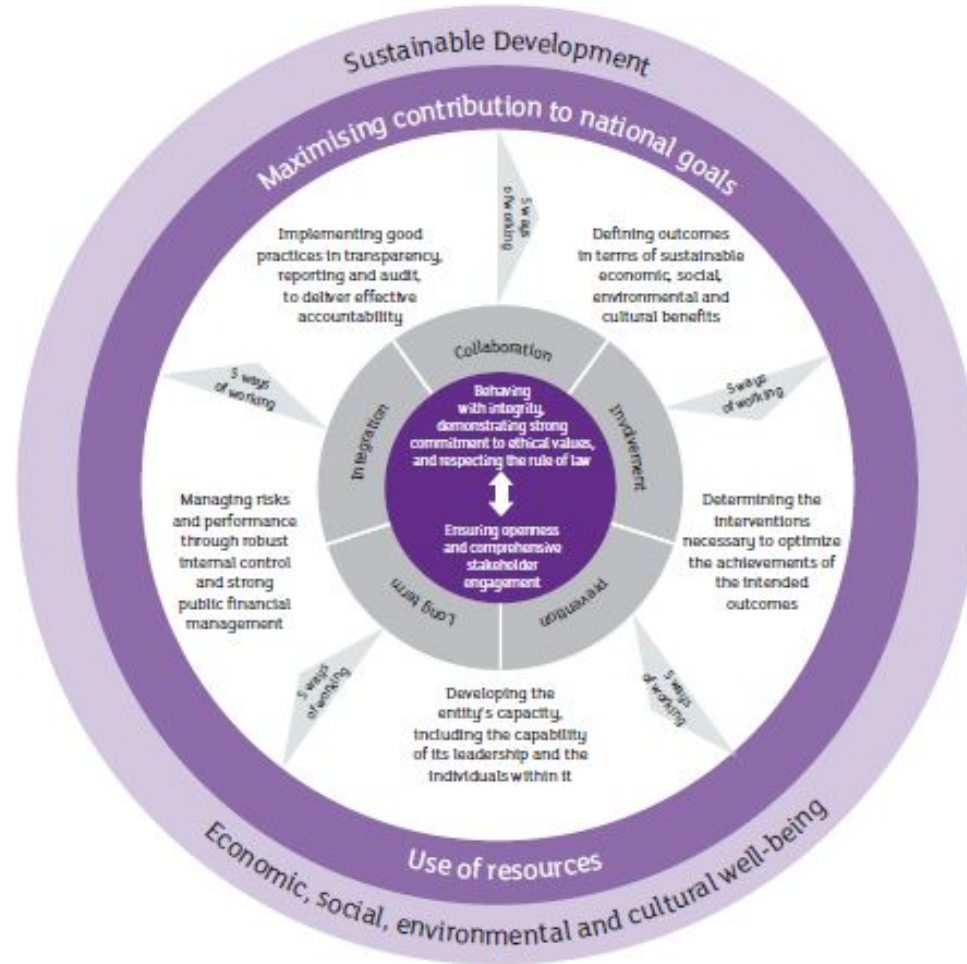 Sustainable Development
Maximising contribution to national goals
5 ways
of working
Implementing good
practices in transparency,
reporting and audit,
to deliver effective
accountability
Defining outcomes
in terms of sustainable
economic, social,
environmental and
cultural benefits
Collaboration
5 ways
of working
5 ways
of working
Integration
Involvement
Behaving
with integrity,
demonstrating strong
commitment to ethical values,
and respecting the rule of law
Ensuring openness
and comprehensive
stakeholder
engagement
Managing risks
and performance
through robust
internal control
and strong
public financial
management
Determining the
interventions
necessary to optimize
the achievements of
the intended
outcomes
Long term
prevention
5 ways
of working
5 ways
of working
Developing the
entity's capacity,
including the capability
of its leadership and the
individuals within it
Use of resources
Economic, social, environmental and cultural well-being